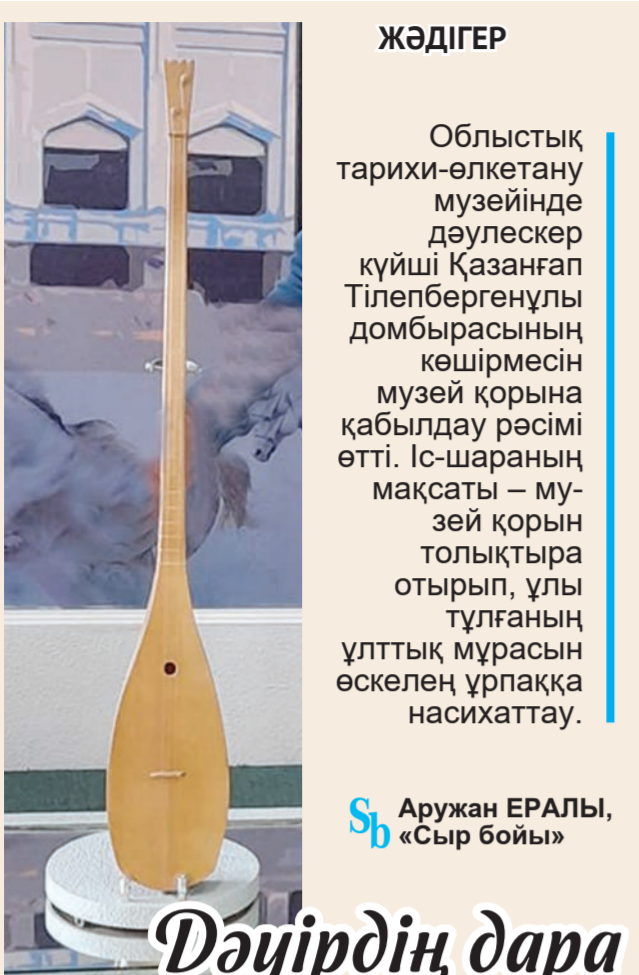 ЖӘДІГЕР
Облыстық
тарихи-өлкетану
музейінде
дәулескер
күйші Қазанғап
Тілепбергенұлы
домбырасының
көшірмесін
музей қорына
қабылдау рәсімі
өтті. Іс-шараның
мақсаты – му-
зей қорын
толықтыра
отырып, ұлы
тұлғаның
ұлттық мұрасын
өскелең ұрпаққа
насихаттау.
Sb Аружан ЕРАЛЫ,
«Сыр бойы»
Дәуірдің дара